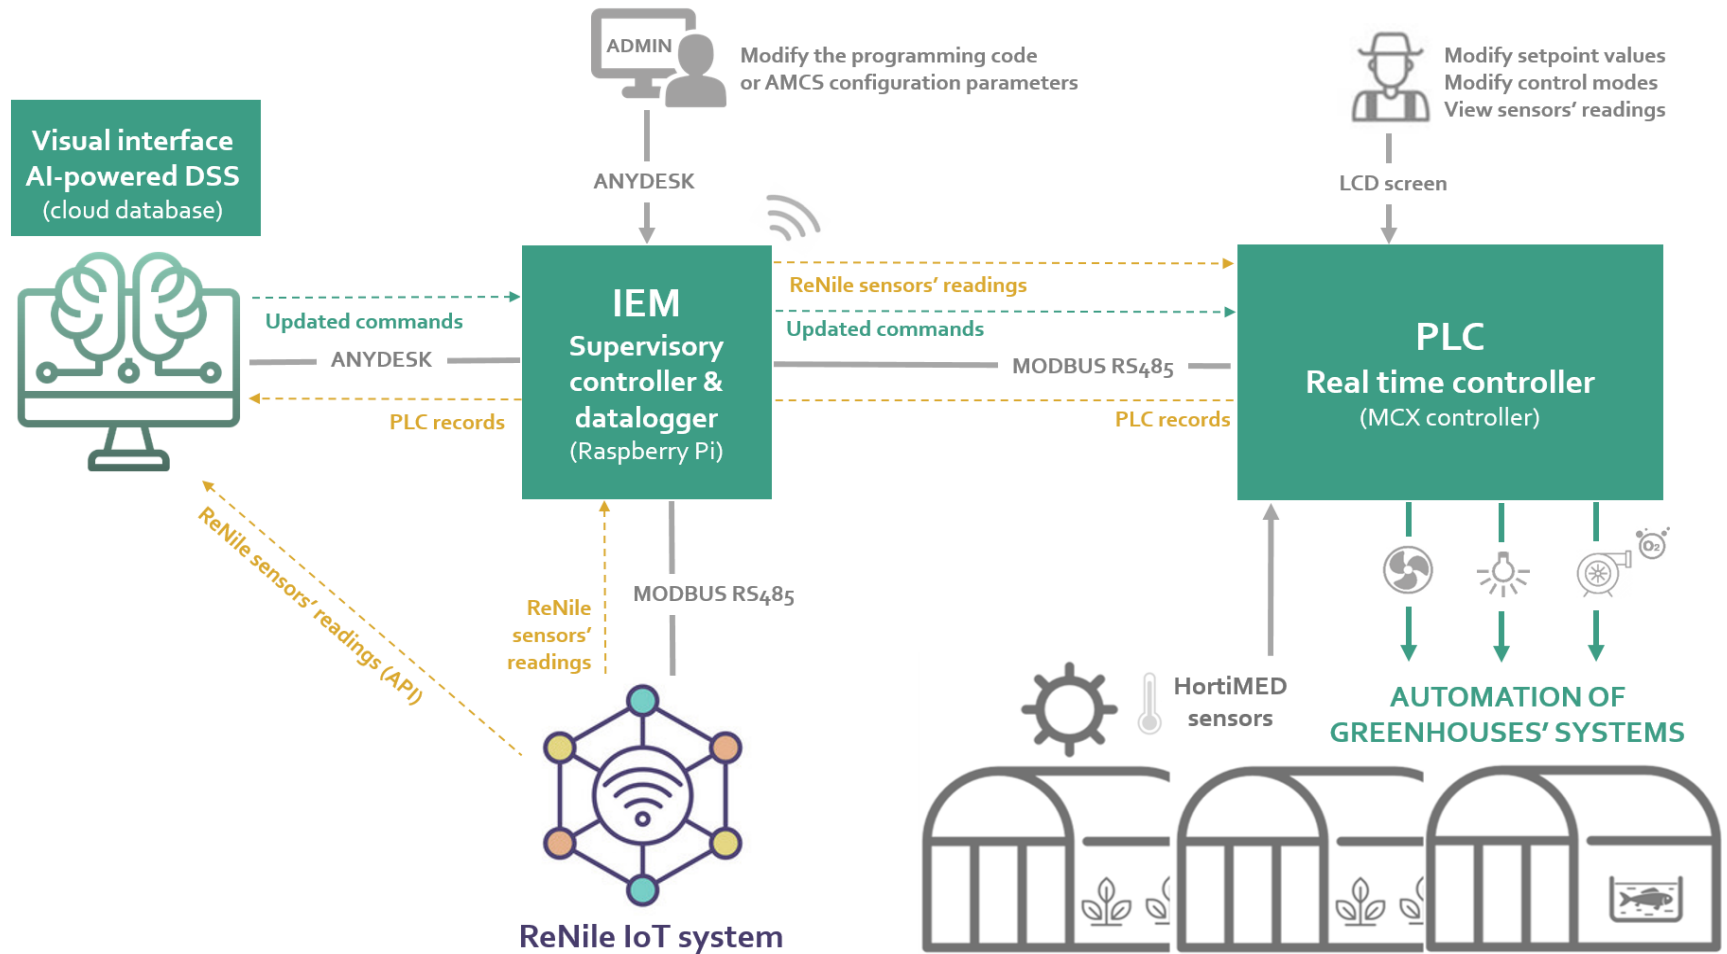 ADMIN
Modify the programming code
or AMCS configuration parameters
Modify setpoint values
Modify control modes
View sensors' readings
Visual interface
AI-powered DSS
(cloud database)
ANYDESK
LCD screen
IEM
Supervisory
controller &
datalogger
(Raspberry Pi)
PLC
Real time controller
(MCX controller)
Updated commands
ANYDESK
PLC records
ReNile sensors' readings
Updated commands
MODBUS RS485
PLC records
ReNile sensors' readings (API)
ReNile
sensors'
readings
MODBUS RS485
O2
HortiMED
sensors
AUTOMATION OF
GREENHOUSES' SYSTEMS
ReNile IoT system